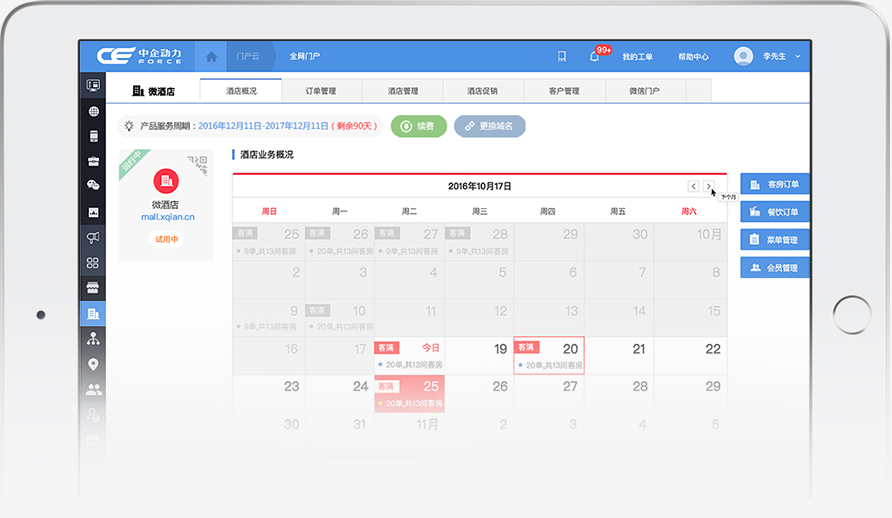 中企动力
FORCE
门户云
全网门户
99+
我的工单
帮助中心
李先生
微酒店
酒店概况
订单管理
酒店管理
酒店促销
客户管理
微信门户
产品服务周期：2016年12月11日-2017年12月11日（剩余90天）
续费
更换域名
运行中
微酒店
mall.xqlan.cn
试用中
酒店业务概况
2016年10月17日
下个月
周日 周一 周二 周三 周四 周五 周六
客满 25 客满 26 客满 27 客满 28 29 30 10月
9单,共13间客房 20单,共13间客房 9单,共13间客房 9单,共13间客房
2 3 4 5 6 7 8
9 客满 10 11 12 13 14 15
9单,共13间客房 20单,共13间客房
16 17 客满 今日 19 客满 20 21 22
20单,共13间客房 20单,共13间客房
23 24 客满 25 26 27 28 29
20单,共13间客房
30 31 11月 2 3 4 5
客房订单
餐饮订单
菜单管理
会员管理